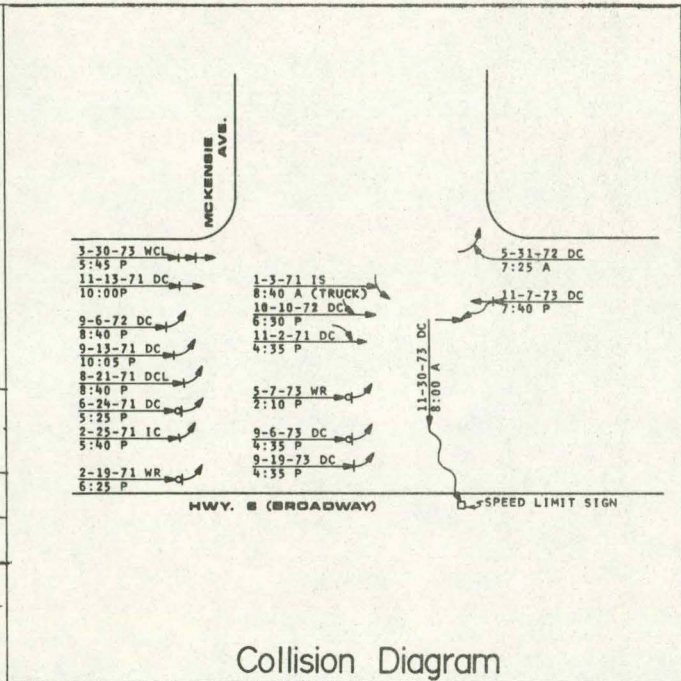 MCKENSIE
AVE.
3-30-73 WCL
5:45 P
11-13-71 DC
10:00P
9-6-72 DC
8:40 P
9-13-71 DC
10:05 P
8-21-71 DCL
8:40 P
6-24-71 DC
5:25 P
2-25-71 IC
5:40 P
2-19-71 WR
6:25 P
1-3-71 IS
8:40 A (TRUCK)
10-10-72 DC
6:30 P
11-2-71 DC
4:35 P
5-7-73 WR
2:10 P
9-6-73 DC
4:35 P
9-19-73 DC
4:35 P
5-31-72 DC
7:25 A
11-7-73 DC
7:40 P
11-30-73 DC
8:00 A
SPEED LIMIT SIGN
HWY. 6 (BROADWAY)
Collision Diagram